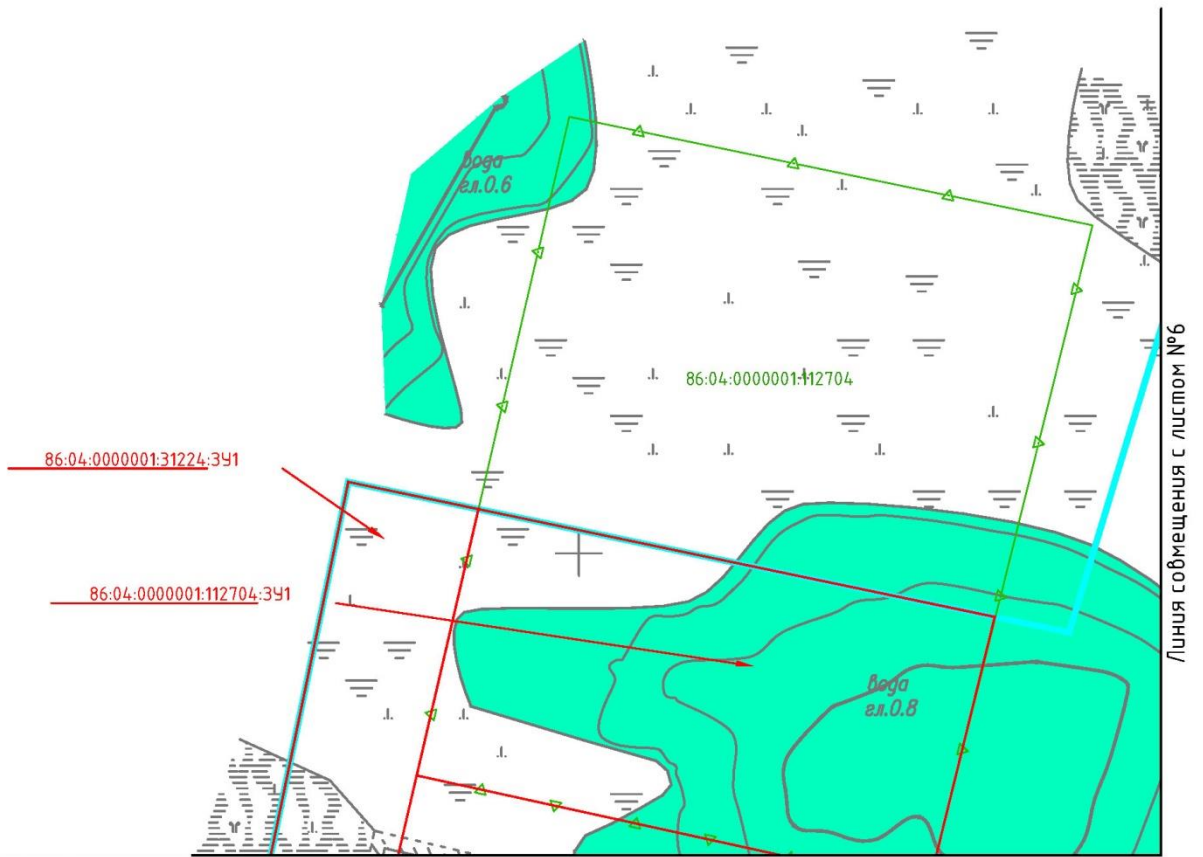 Вода
гл.0.6
86:04:0000001:112704
Линия совмещения с листом №6
86:04:0000001:31224:ЗУ1
86:04:0000001:112704:ЗУ1
Вода
гл.0.8